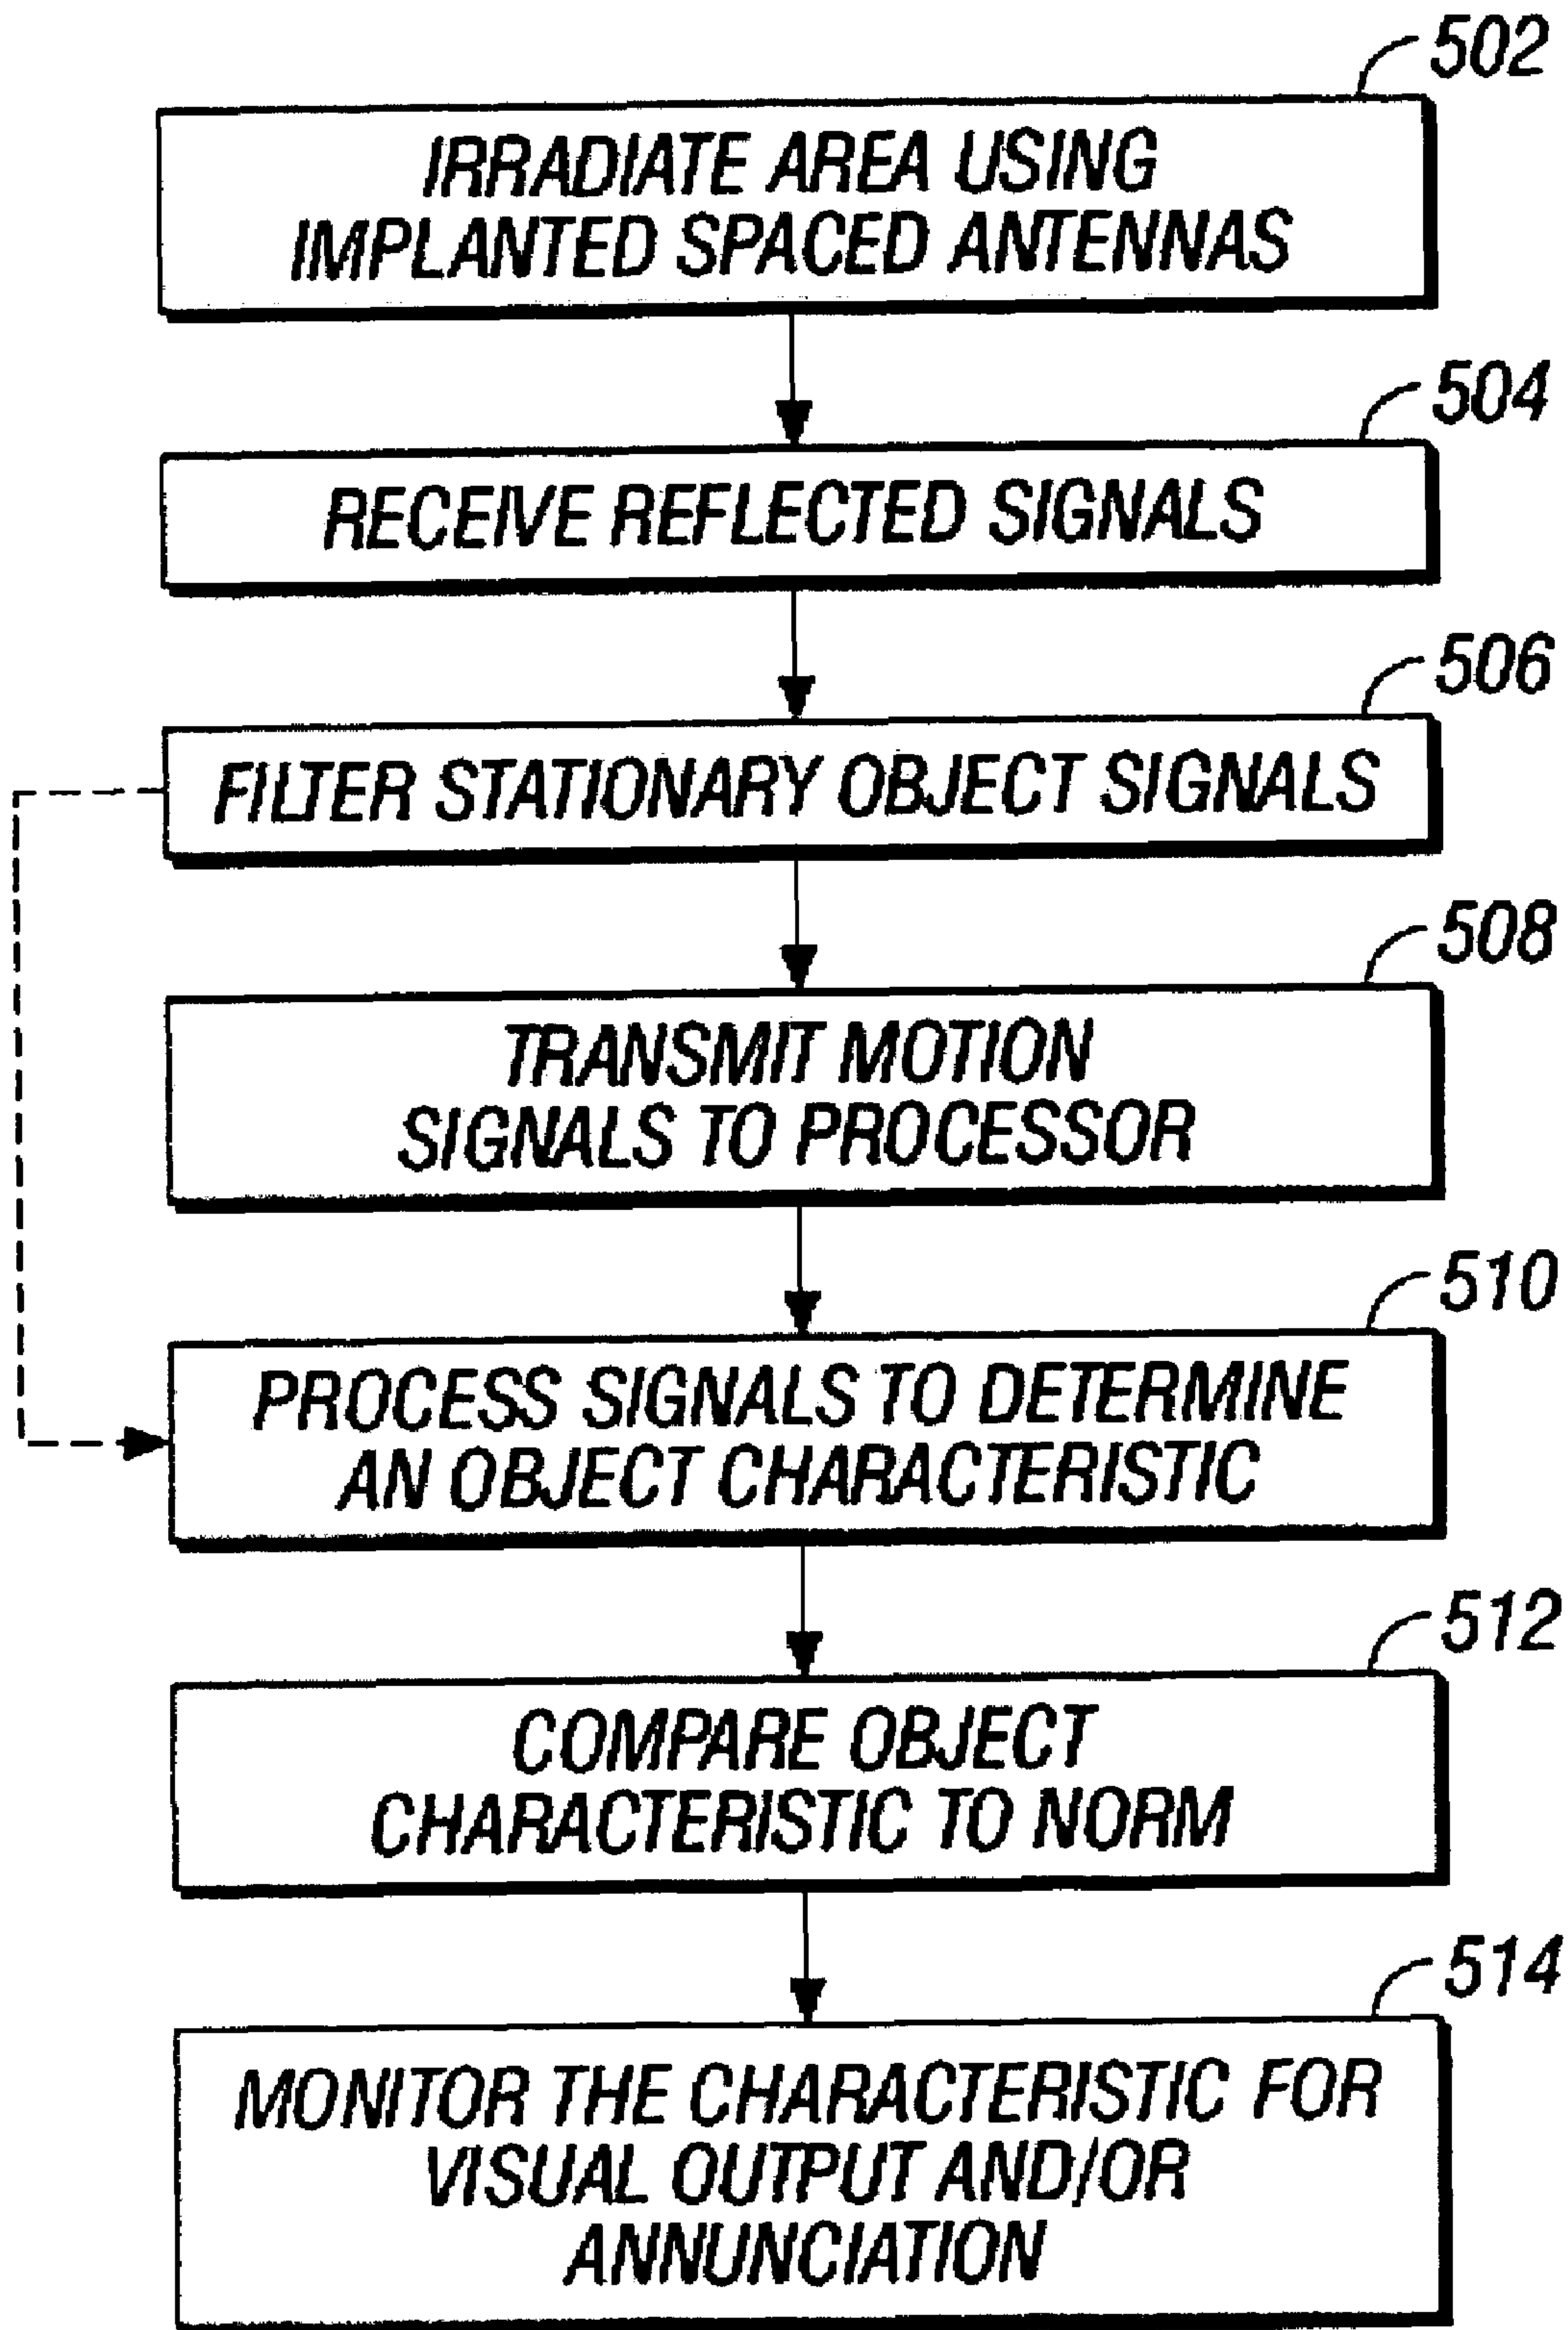 502
IRRADIATE AREA USING
IMPLANTED SPACED ANTENNAS
504
RECEIVE REFLECTED SIGNALS
506
FILTER STATIONARY OBJECT SIGNALS
508
TRANSMIT MOTION
SIGNALS TO PROCESSOR
510
PROCESS SIGNALS TO DETERMINE
AN OBJECT CHARACTERISTIC
512
COMPARE OBJECT
CHARACTERISTIC TO NORM
514
MONITOR THE CHARACTERISTIC FOR
VISUAL OUTPUT AND/OR
ANNUNCIATION